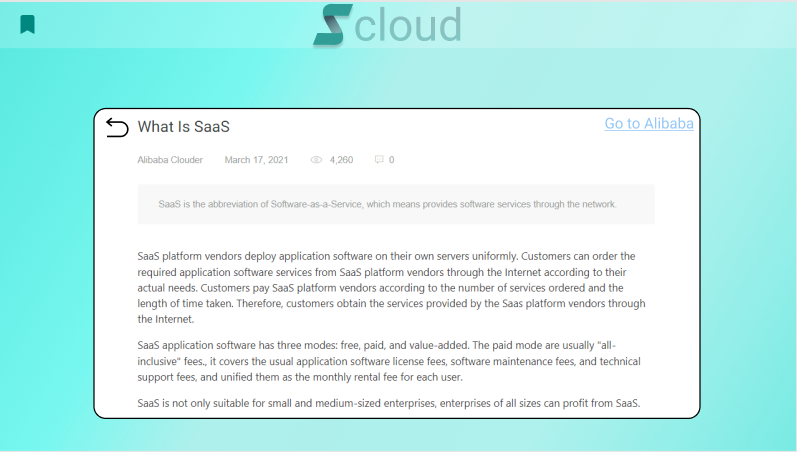 Scloud
What Is SaaS
Go to Alibaba
Alibaba Clouder March 17, 2021 4,260 0
SaaS is the abbreviation of Software-as-a-Service, which means provides software services through the network.
SaaS platform vendors deploy application software on their own servers uniformly. Customers can order the
required application software services from SaaS platform vendors through the Internet according to their
actual needs. Customers pay SaaS platform vendors according to the number of services ordered and the
length of time taken. Therefore, customers obtain the services provided by the Saas platform vendors through
the Internet.
SaaS application software has three modes: free, paid, and value-added. The paid mode are usually "all-
inclusive" fees., it covers the usual application software license fees, software maintenance fees, and technical
support fees, and unified them as the monthly rental fee for each user.
SaaS is not only suitable for small and medium-sized enterprises, enterprises of all sizes can profit from SaaS.